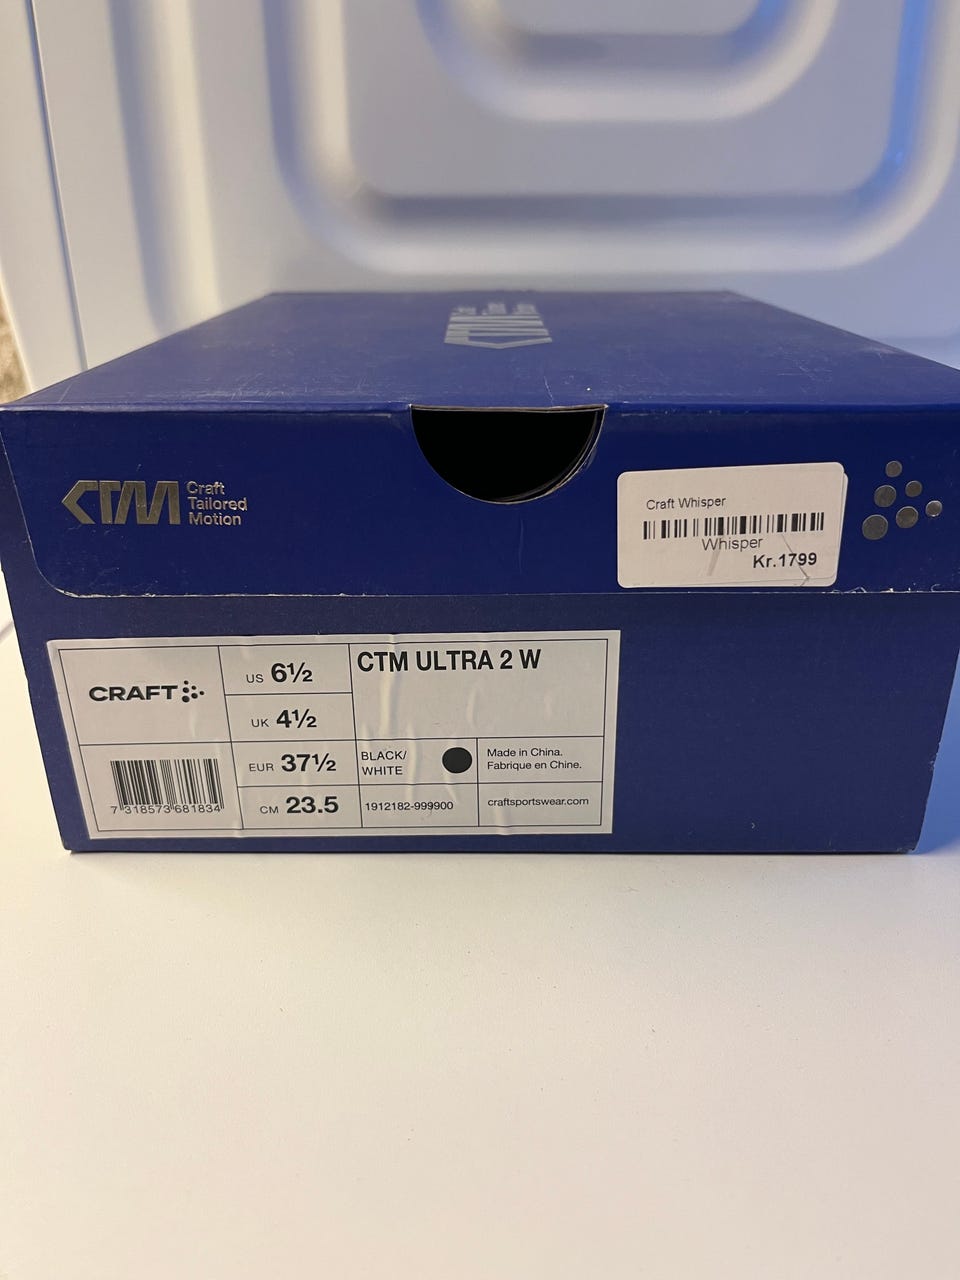 CTM Craft
Tailored
Motion
Craft Whisper
Whisper
Kr.1799
CRAFT
7 318573 681834
US 6½
UK 4½
EUR 37½
CM 23.5
CTM ULTRA 2 W
BLACK/
WHITE
1912182-999900
Made in China.
Fabrique en Chine.
craftsportswear.com